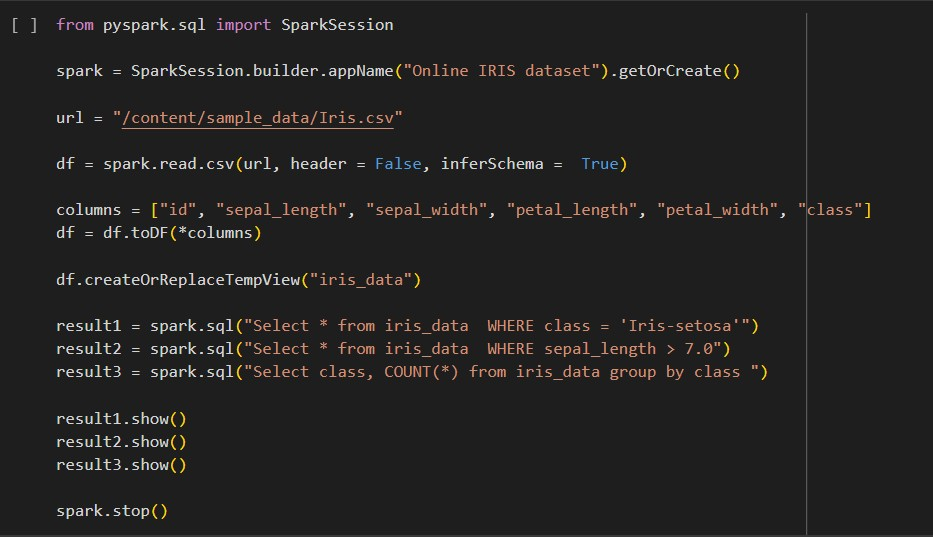 [ ] from pyspark.sql import SparkSession
spark = SparkSession.builder.appName("Online IRIS dataset").getOrCreate()
url = "/content/sample_data/Iris.csv"
df = spark.read.csv(url, header = False, inferSchema =  True)
columns = ["id", "sepal_length", "sepal_width", "petal_length", "petal_width", "class"]
df = df.toDF(*columns)
df.createOrReplaceTempView("iris_data")
result1 = spark.sql("Select * from iris_data  WHERE class = 'Iris-setosa'")
result2 = spark.sql("Select * from iris_data  WHERE sepal_length > 7.0")
result3 = spark.sql("Select class, COUNT(*) from iris_data group by class ")
result1.show()
result2.show()
result3.show()
spark.stop()